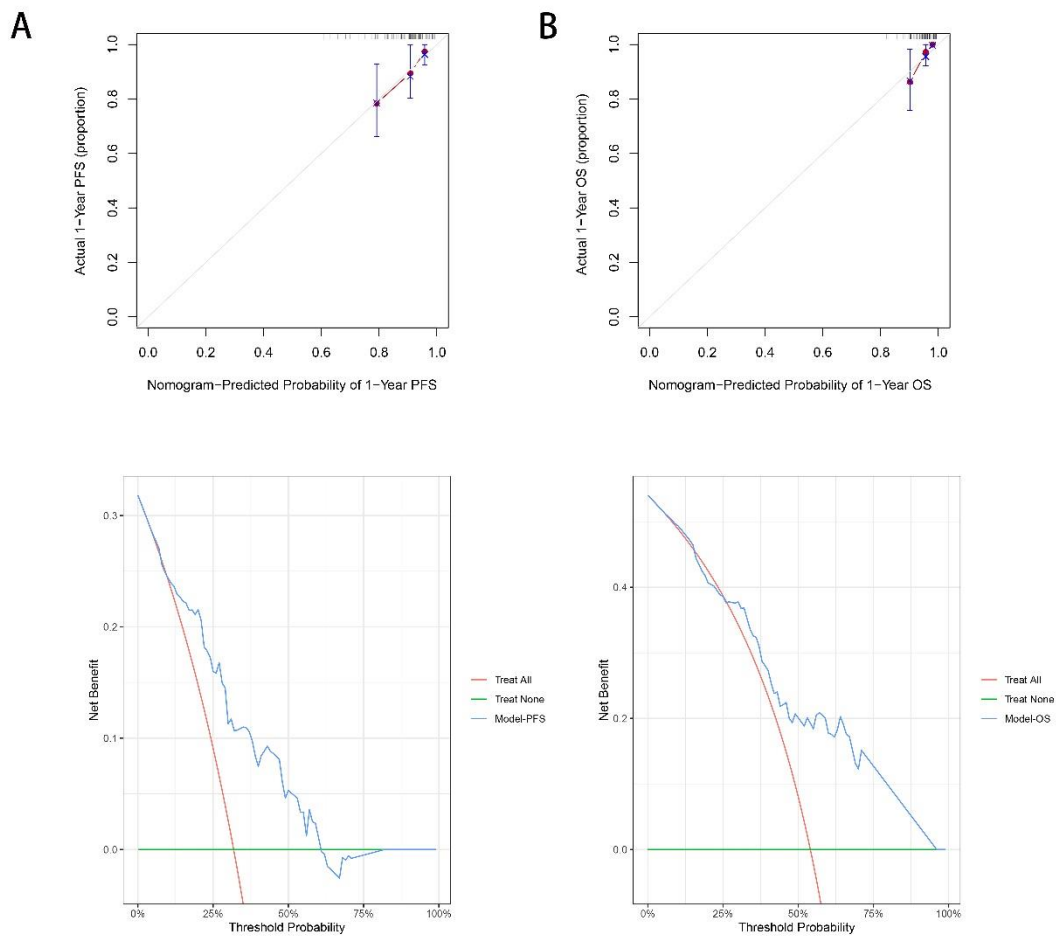 A
B
Actual 1−Year PFS (proportion)
1.0
0.8
0.6
0.4
0.2
0.0
0.0 0.2 0.4 0.6 0.8 1.0
Nomogram−Predicted Probability of 1−Year PFS
Actual 1−Year OS (proportion)
1.0
0.8
0.6
0.4
0.2
0.0
0.0 0.2 0.4 0.6 0.8 1.0
Nomogram−Predicted Probability of 1−Year OS
Net Benefit
0.3
0.2
0.1
0.0
0% 25% 50% 75% 100%
Threshold Probability
Treat All
Treat None
Model-PFS
Net Benefit
0.4
0.2
0.0
0% 25% 50% 75% 100%
Threshold Probability
Treat All
Treat None
Model-OS